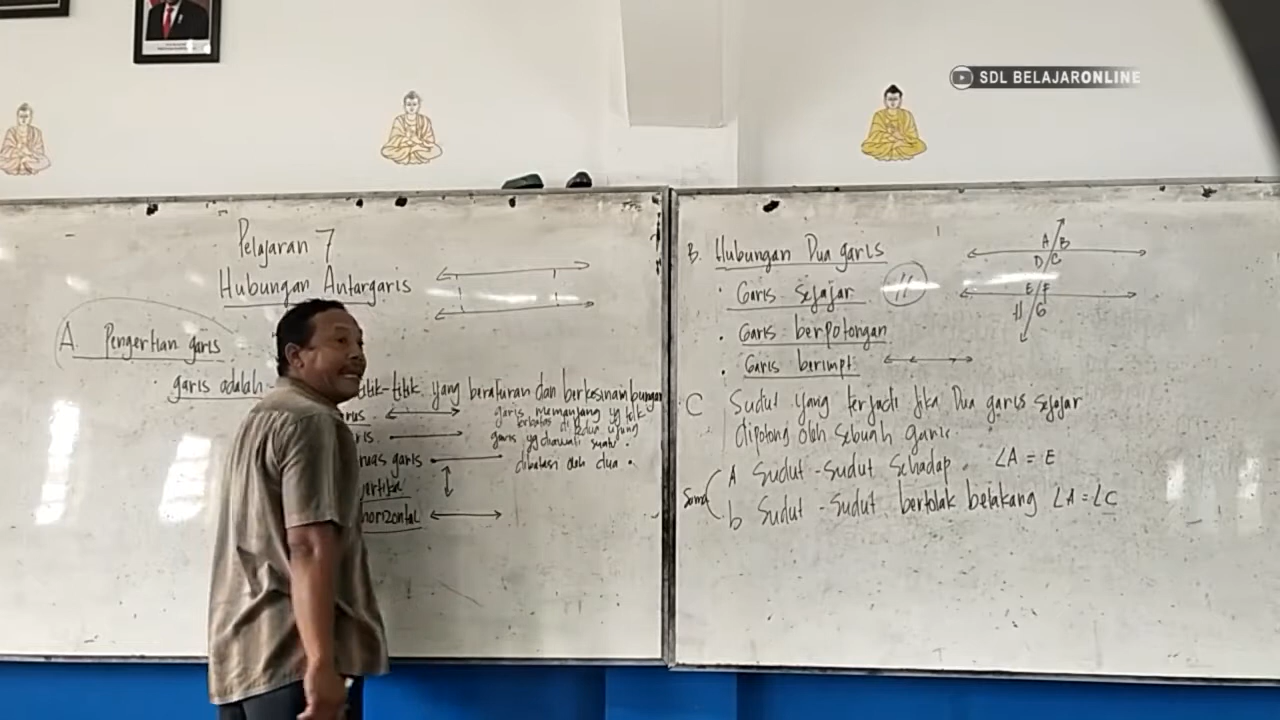 SDL BELAJARONLINE
Pelajaran 7
Hubungan Antargaris
A. Pengertian garis
garis adalah titik-titik yang beraturan dan berkesinambungan
garis memanjang yg tdk
terbatas di kedua ujung
garis yg diawali suatu
ruas garis
dibatasi oleh dua
vertikal
horizontal
B. Hubungan Dua garis
• Garis sejajar //
• Garis berpotongan
• Garis berimpit
A B
D C
E F
H G
C Sudut yang terjadi Jika Dua garis sejajar
dipotong oleh sebuah garis.
A Sudut-sudut Sehadap. ∠A = E
Sama
b Sudut-sudut bertolak belakang ∠A = ∠C